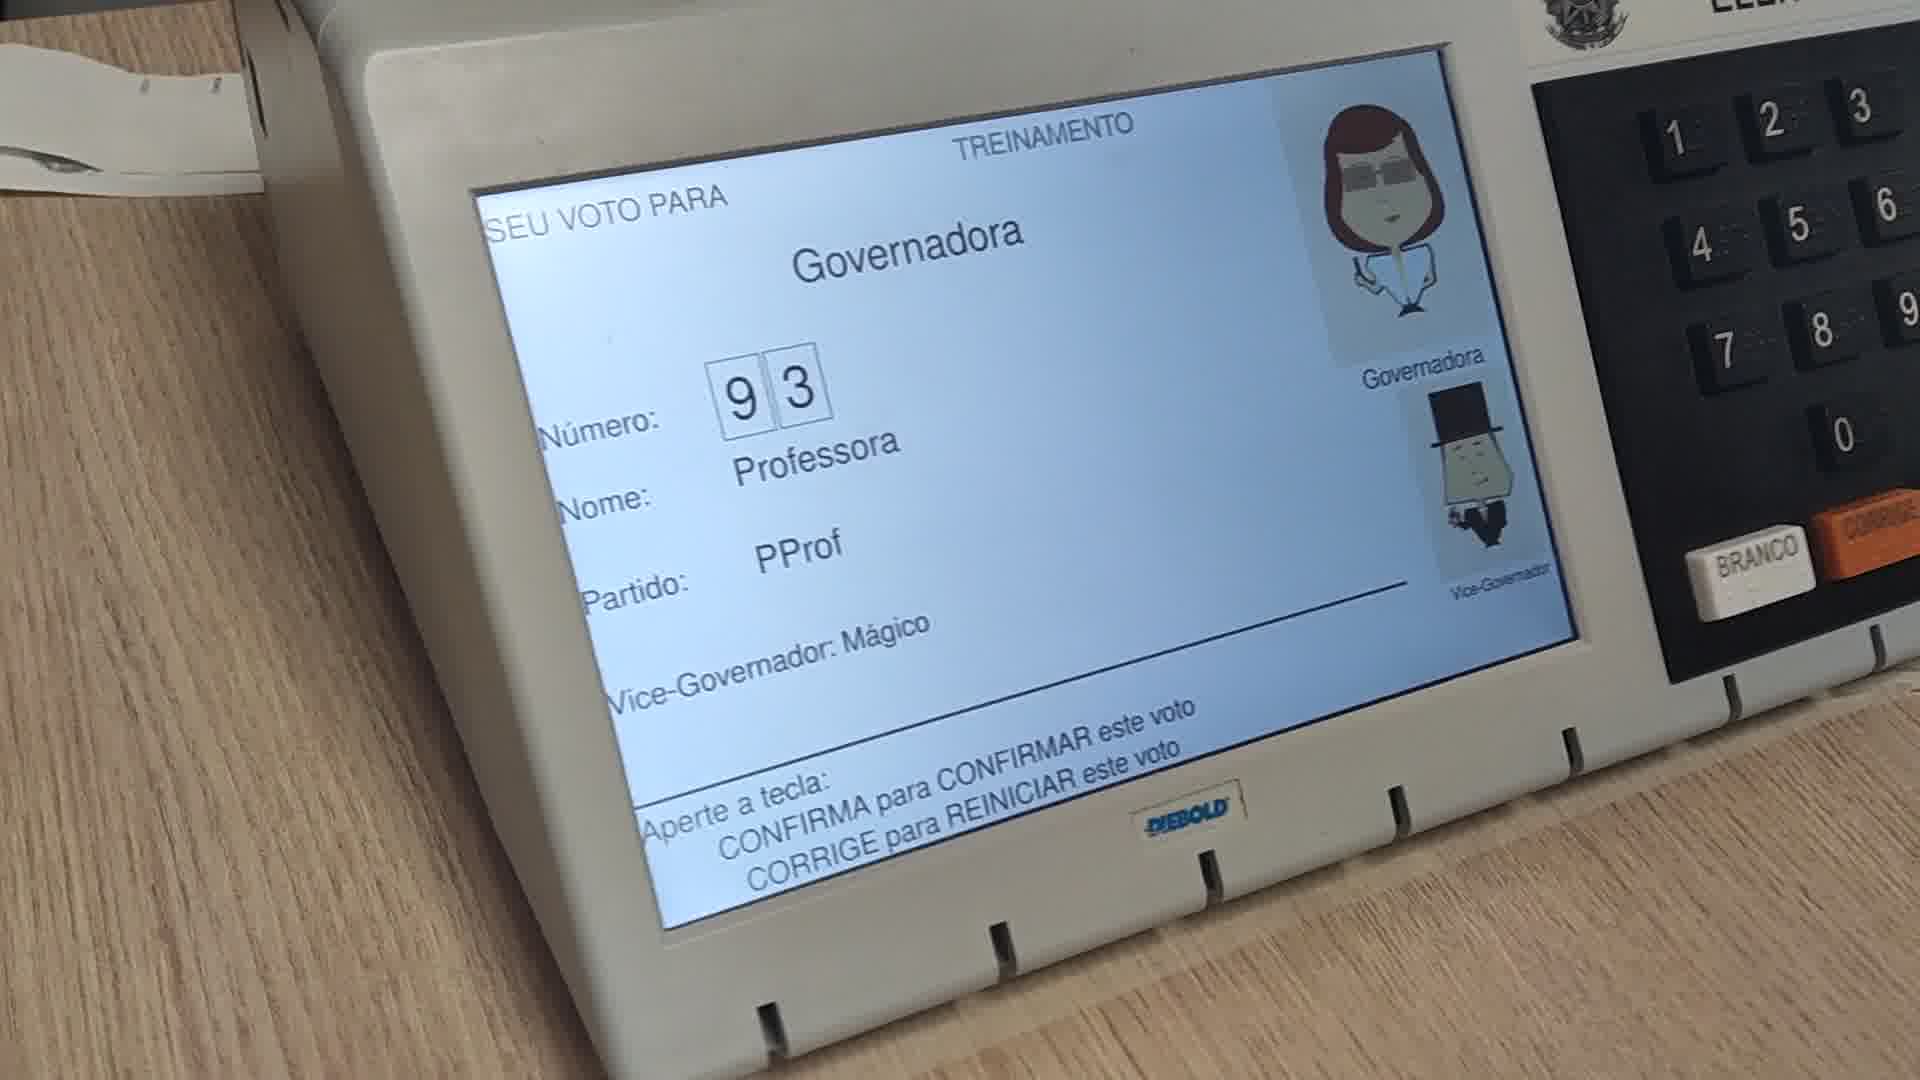 TREINAMENTO
SEU VOTO PARA
Governadora
Número: 9 3
Nome: Professora
Partido: PProf
Vice-Governador: Mágico
Governadora
Vice-Governador
Aperte a tecla:
CONFIRMA para CONFIRMAR este voto
CORRIGE para REINICIAR este voto
DIEBOLD
1 2 3
4 5 6
7 8 9
0
BRANCO CORRIGE